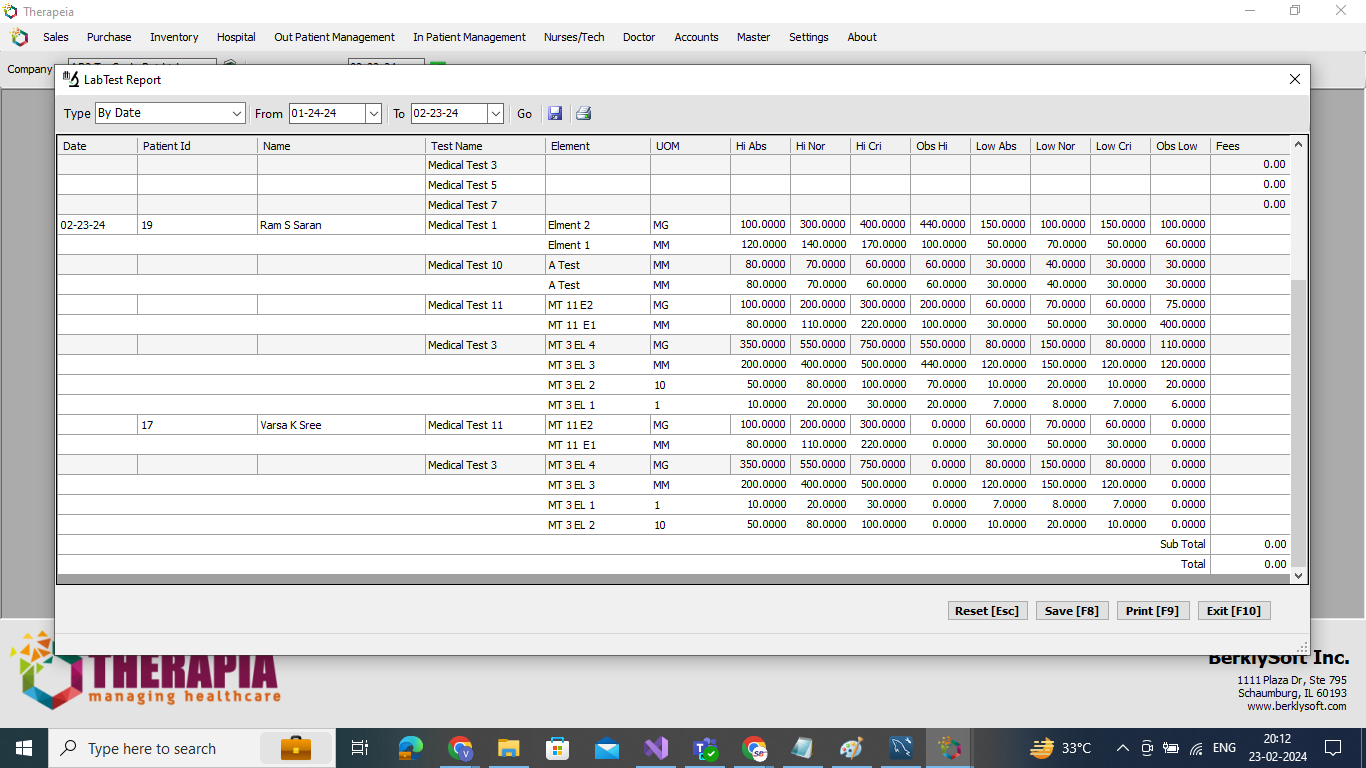 Therapeia
Sales Purchase Inventory Hospital Out Patient Management In Patient Management Nurses/Tech Doctor Accounts Master Settings About
Company
LabTest Report
Type By Date From 01-24-24 To 02-23-24 Go
Date Patient Id Name Test Name Element UOM Hi Abs Hi Nor Hi Cri Obs Hi Low Abs Low Nor Low Cri Obs Low Fees
Medical Test 3 0.00
Medical Test 5 0.00
Medical Test 7 0.00
02-23-24 19 Ram S Saran Medical Test 1 Elment 2 MG 100.0000 300.0000 400.0000 440.0000 150.0000 100.0000 150.0000 100.0000
Elment 1 MM 120.0000 140.0000 170.0000 100.0000 50.0000 70.0000 50.0000 60.0000
Medical Test 10 A Test MM 80.0000 70.0000 60.0000 60.0000 30.0000 40.0000 30.0000 30.0000
A Test MM 80.0000 70.0000 60.0000 60.0000 30.0000 40.0000 30.0000 30.0000
Medical Test 11 MT 11 E2 MG 100.0000 200.0000 300.0000 200.0000 60.0000 70.0000 60.0000 75.0000
MT 11 E1 MM 80.0000 110.0000 220.0000 100.0000 30.0000 50.0000 30.0000 400.0000
Medical Test 3 MT 3 EL 4 MG 350.0000 550.0000 750.0000 550.0000 80.0000 150.0000 80.0000 110.0000
MT 3 EL 3 MM 200.0000 400.0000 500.0000 440.0000 120.0000 150.0000 120.0000 120.0000
MT 3 EL 2 10 50.0000 80.0000 100.0000 70.0000 10.0000 20.0000 10.0000 20.0000
MT 3 EL 1 1 10.0000 20.0000 30.0000 20.0000 7.0000 8.0000 7.0000 6.0000
17 Varsa K Sree Medical Test 11 MT 11 E2 MG 100.0000 200.0000 300.0000 0.0000 60.0000 70.0000 60.0000 0.0000
MT 11 E1 MM 80.0000 110.0000 220.0000 0.0000 30.0000 50.0000 30.0000 0.0000
Medical Test 3 MT 3 EL 4 MG 350.0000 550.0000 750.0000 0.0000 80.0000 150.0000 80.0000 0.0000
MT 3 EL 3 MM 200.0000 400.0000 500.0000 0.0000 120.0000 150.0000 120.0000 0.0000
MT 3 EL 1 1 10.0000 20.0000 30.0000 0.0000 7.0000 8.0000 7.0000 0.0000
MT 3 EL 2 10 50.0000 80.0000 100.0000 0.0000 10.0000 20.0000 10.0000 0.0000
Sub Total 0.00
Total 0.00
Reset [Esc] Save [F8] Print [F9] Exit [F10]
THERAPIA
managing healthcare
BerklySoft Inc.
1111 Plaza Dr, Ste 795
Schaumburg, IL 60193
www.berklysoft.com
Type here to search
33°C
ENG
20:12
23-02-2024